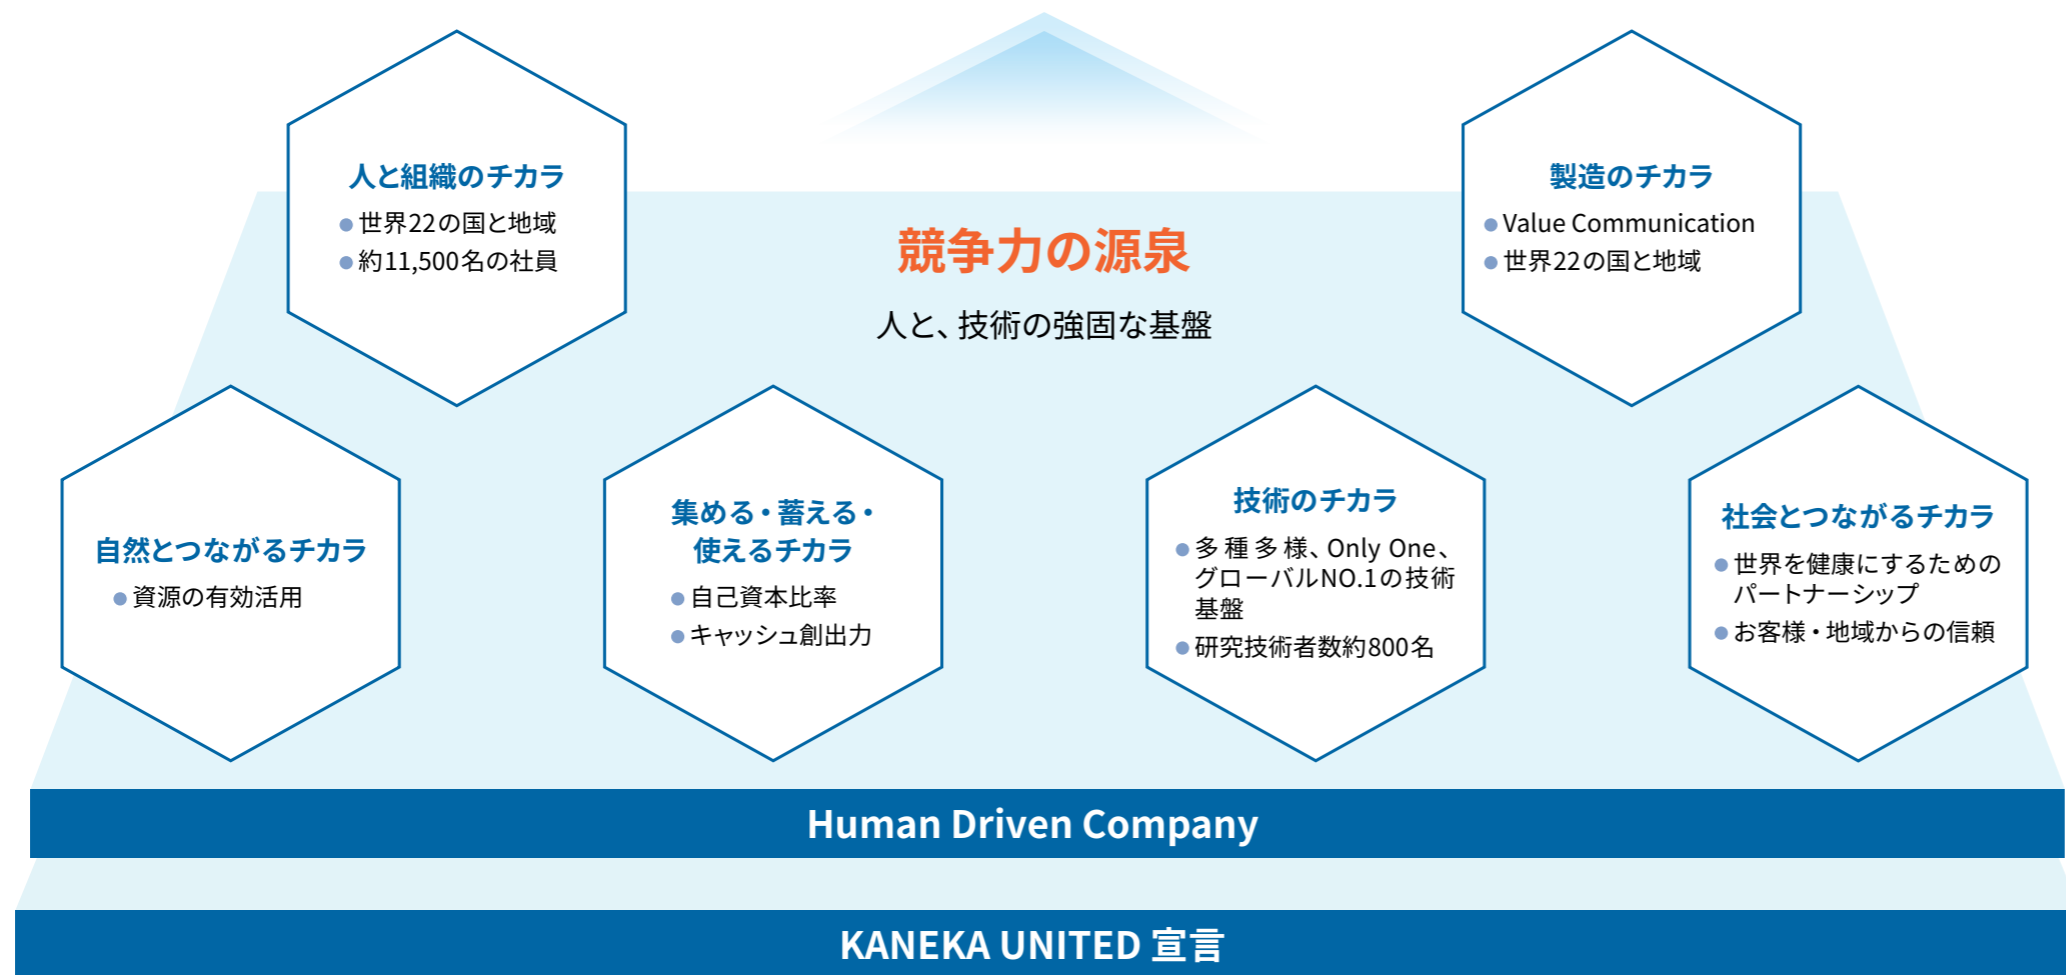 人と組織のチカラ
●世界22の国と地域
●約11,500名の社員
競争力の源泉
人と、技術の強固な基盤
製造のチカラ
●Value Communication
●世界22の国と地域
自然とつながるチカラ
●資源の有効活用
集める・蓄える・
使えるチカラ
●自己資本比率
●キャッシュ創出力
技術のチカラ
●多種多様、Only One、
グローバルNO.1の技術
基盤
●研究技術者数約800名
社会とつながるチカラ
●世界を健康にするための
パートナーシップ
●お客様・地域からの信頼
Human Driven Company
KANEKA UNITED 宣言